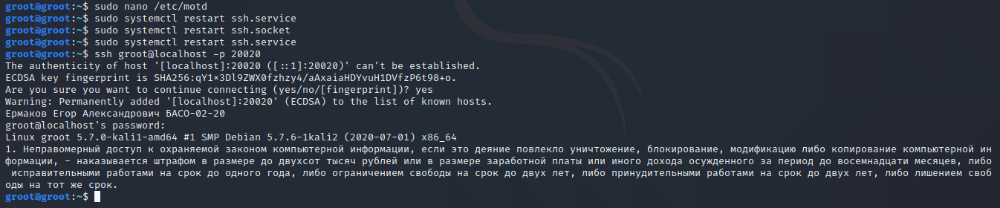 groot@groot:~$ sudo nano /etc/motd
groot@groot:~$ sudo systemctl restart ssh.service
groot@groot:~$ sudo systemctl restart ssh.socket
groot@groot:~$ sudo systemctl restart ssh.service
groot@groot:~$ ssh groot@localhost -p 20020
The authenticity of host '[localhost]:20020 ([::1]:20020)' can't be established.
ECDSA key fingerprint is SHA256:qY1×3Dl9ZWX0fzhzy4/aAxaiaHDYvuH1DVfzP6t98+o.
Are you sure you want to continue connecting (yes/no/[fingerprint])? yes
Warning: Permanently added '[localhost]:20020' (ECDSA) to the list of known hosts.
Ермаков Егор Александрович БАСО-02-20
groot@localhost's password:
Linux groot 5.7.0-kali1-amd64 #1 SMP Debian 5.7.6-1kali2 (2020-07-01) x86_64
1. Неправомерный доступ к охраняемой законом компьютерной информации, если это деяние повлекло уничтожение, блокирование, модификацию либо копирование компьютерной ин
формации, - наказывается штрафом в размере до двухсот тысяч рублей или в размере заработной платы или иного дохода осужденного за период до восемнадцати месяцев, либо
исправительными работами на срок до одного года, либо ограничением свободы на срок до двух лет, либо принудительными работами на срок до двух лет, либо лишением своб
оды на тот же срок.
groot@groot:~$